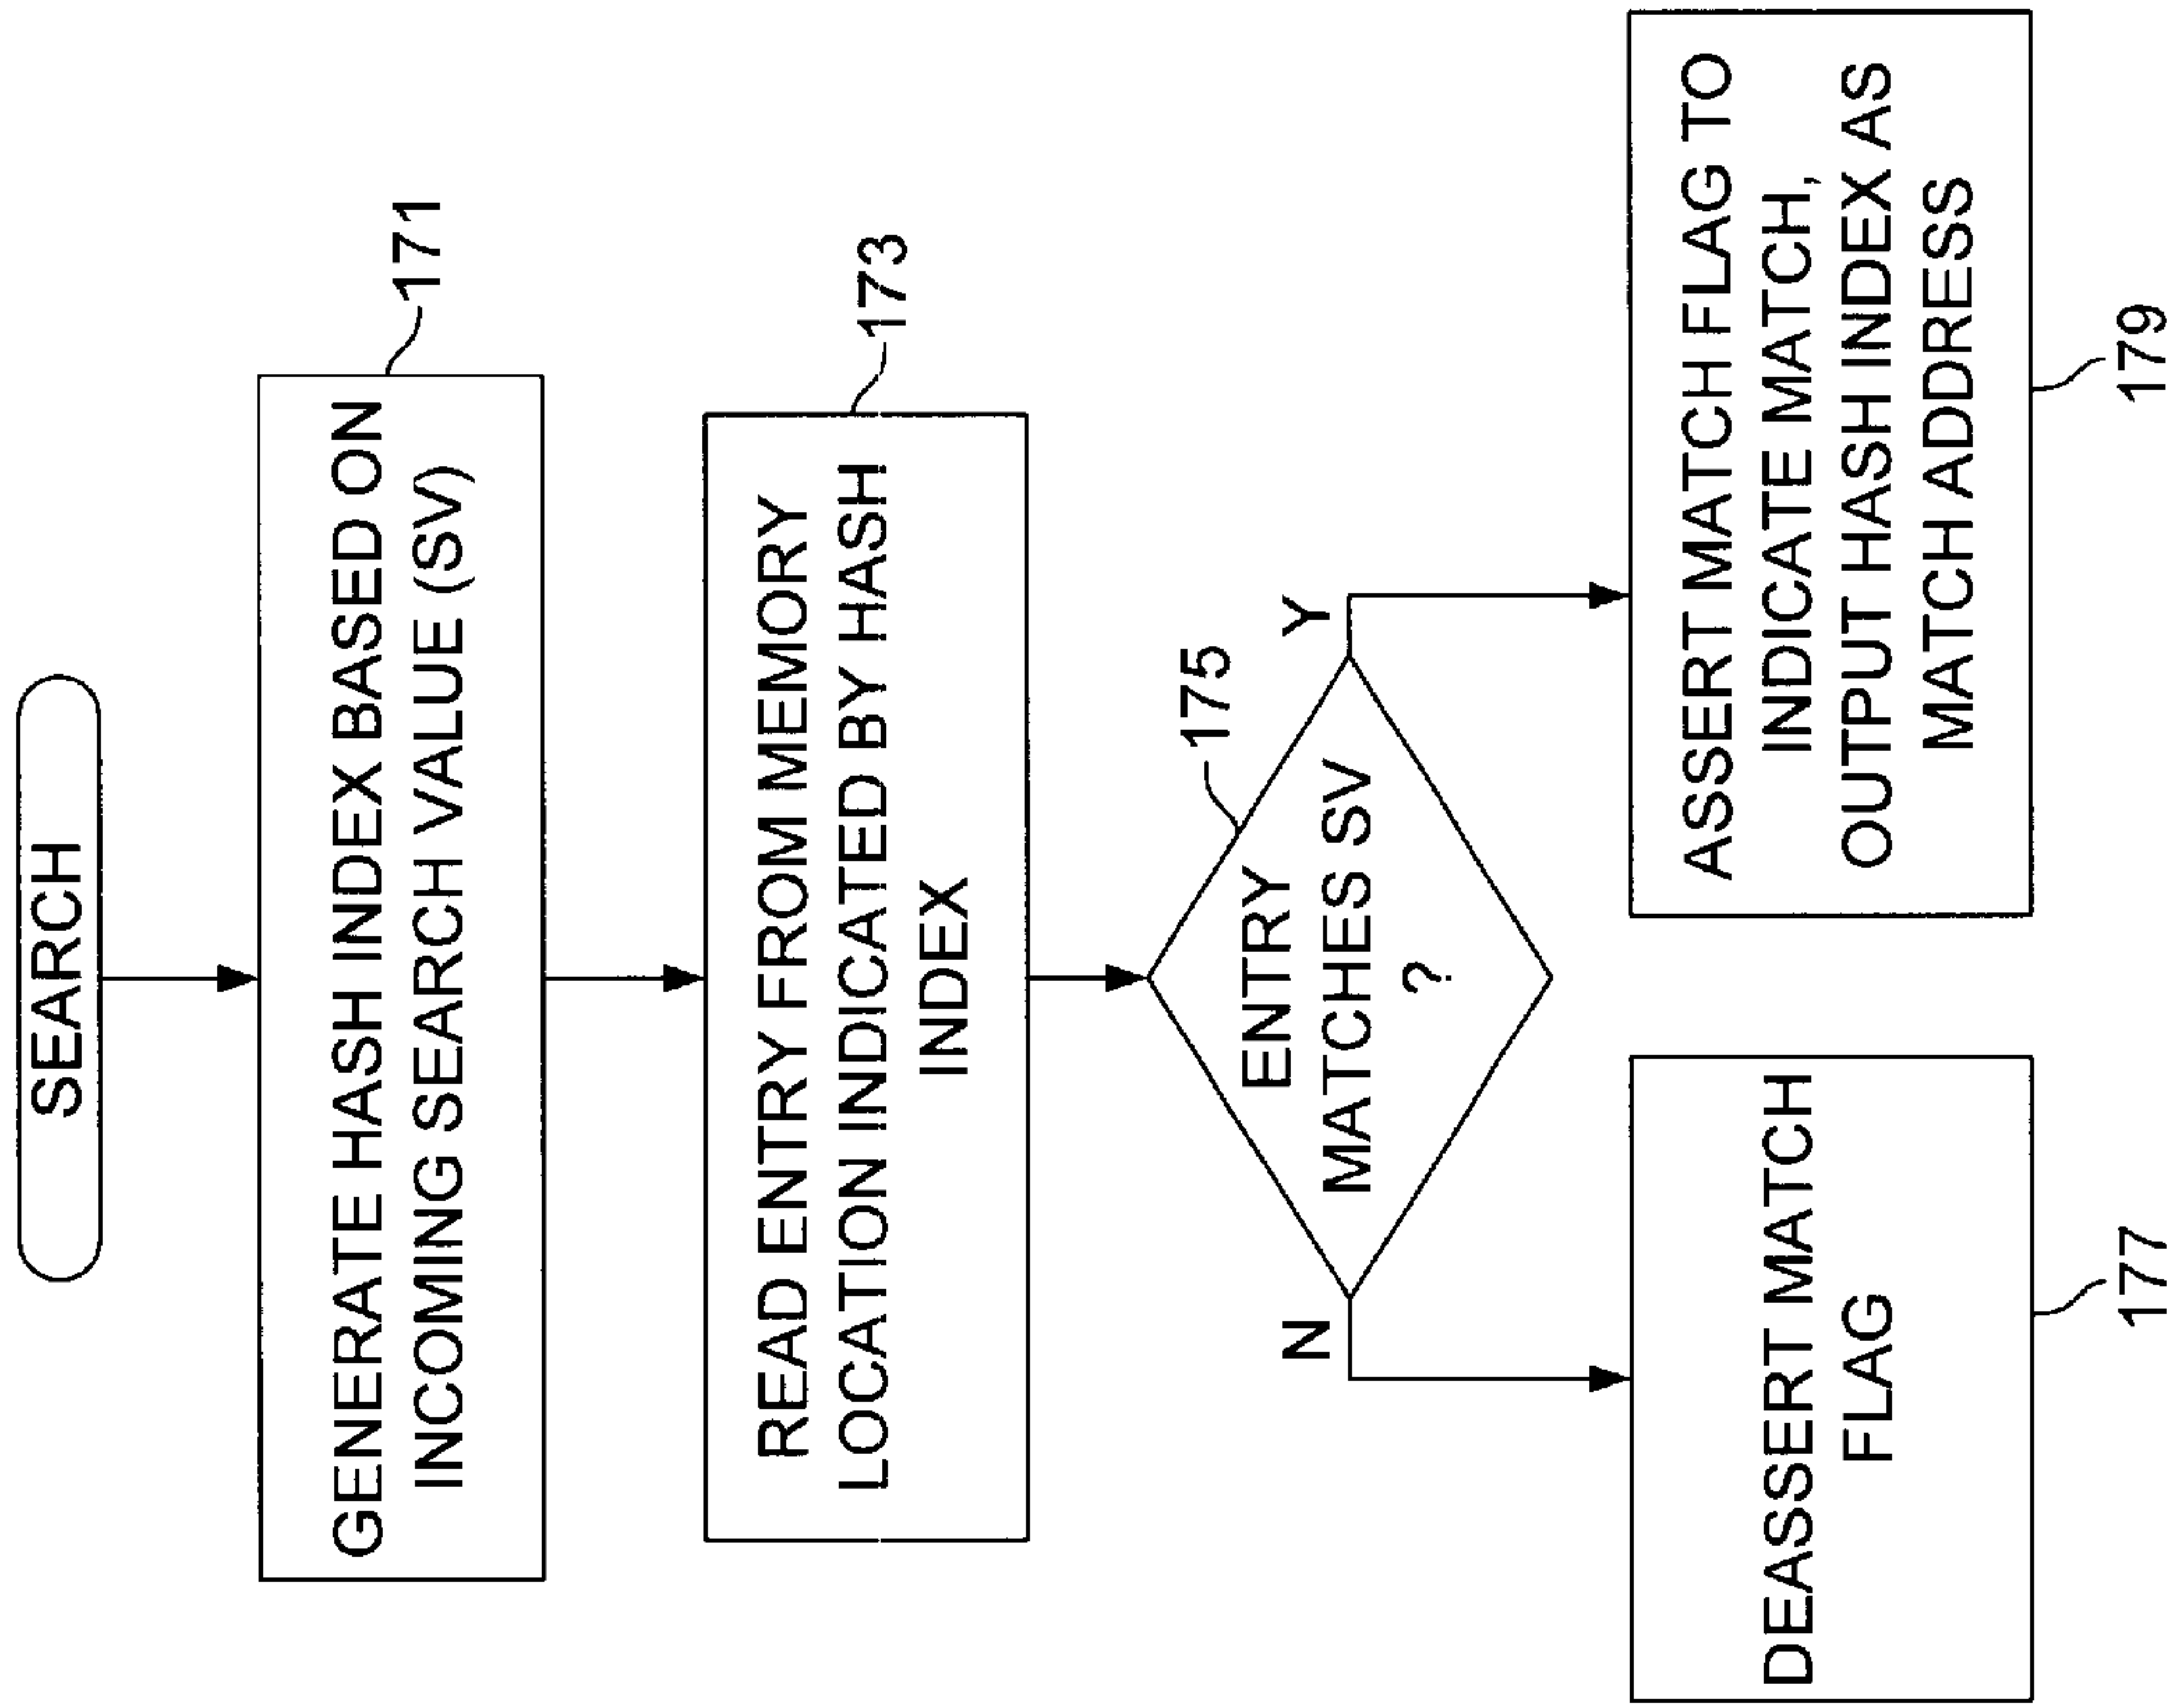 SEARCH
GENERATE HASH INDEX BASED ON
INCOMING SEARCH VALUE (SV)
171
READ ENTRY FROM MEMORY
LOCATION INDICATED BY HASH
INDEX
173
ENTRY
MATCHES SV
?
175
N
Y
DEASSERT MATCH
FLAG
177
ASSERT MATCH FLAG TO
INDICATE MATCH,
OUTPUT HASH INDEX AS
MATCH ADDRESS
179